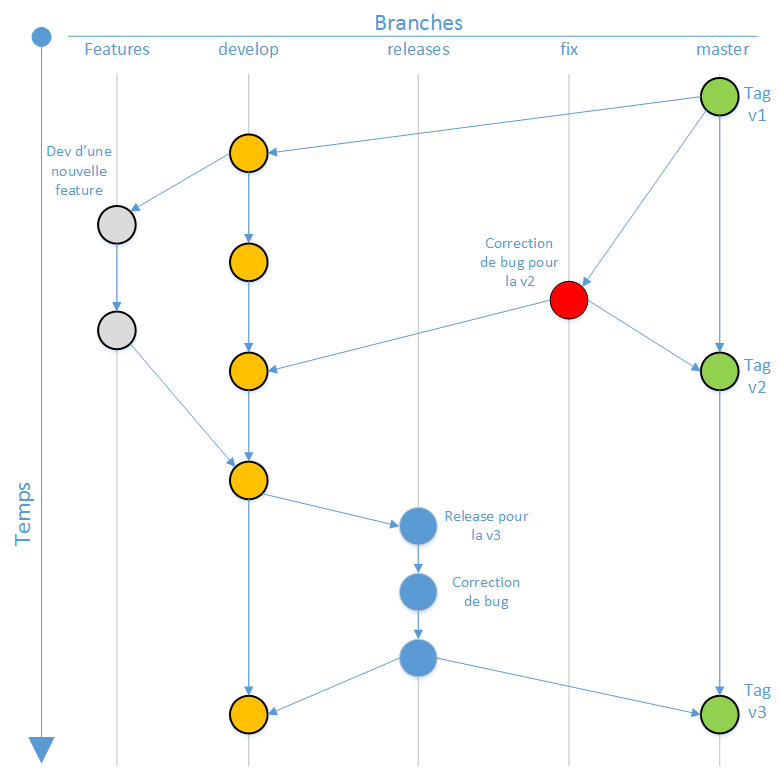 Branches
Features
develop
releases
fix
master
Tag
v1
Dev d’une
nouvelle
feature
Correction
de bug pour
la v2
Tag
v2
Temps
Release pour
la v3
Correction
de bug
Tag
v3